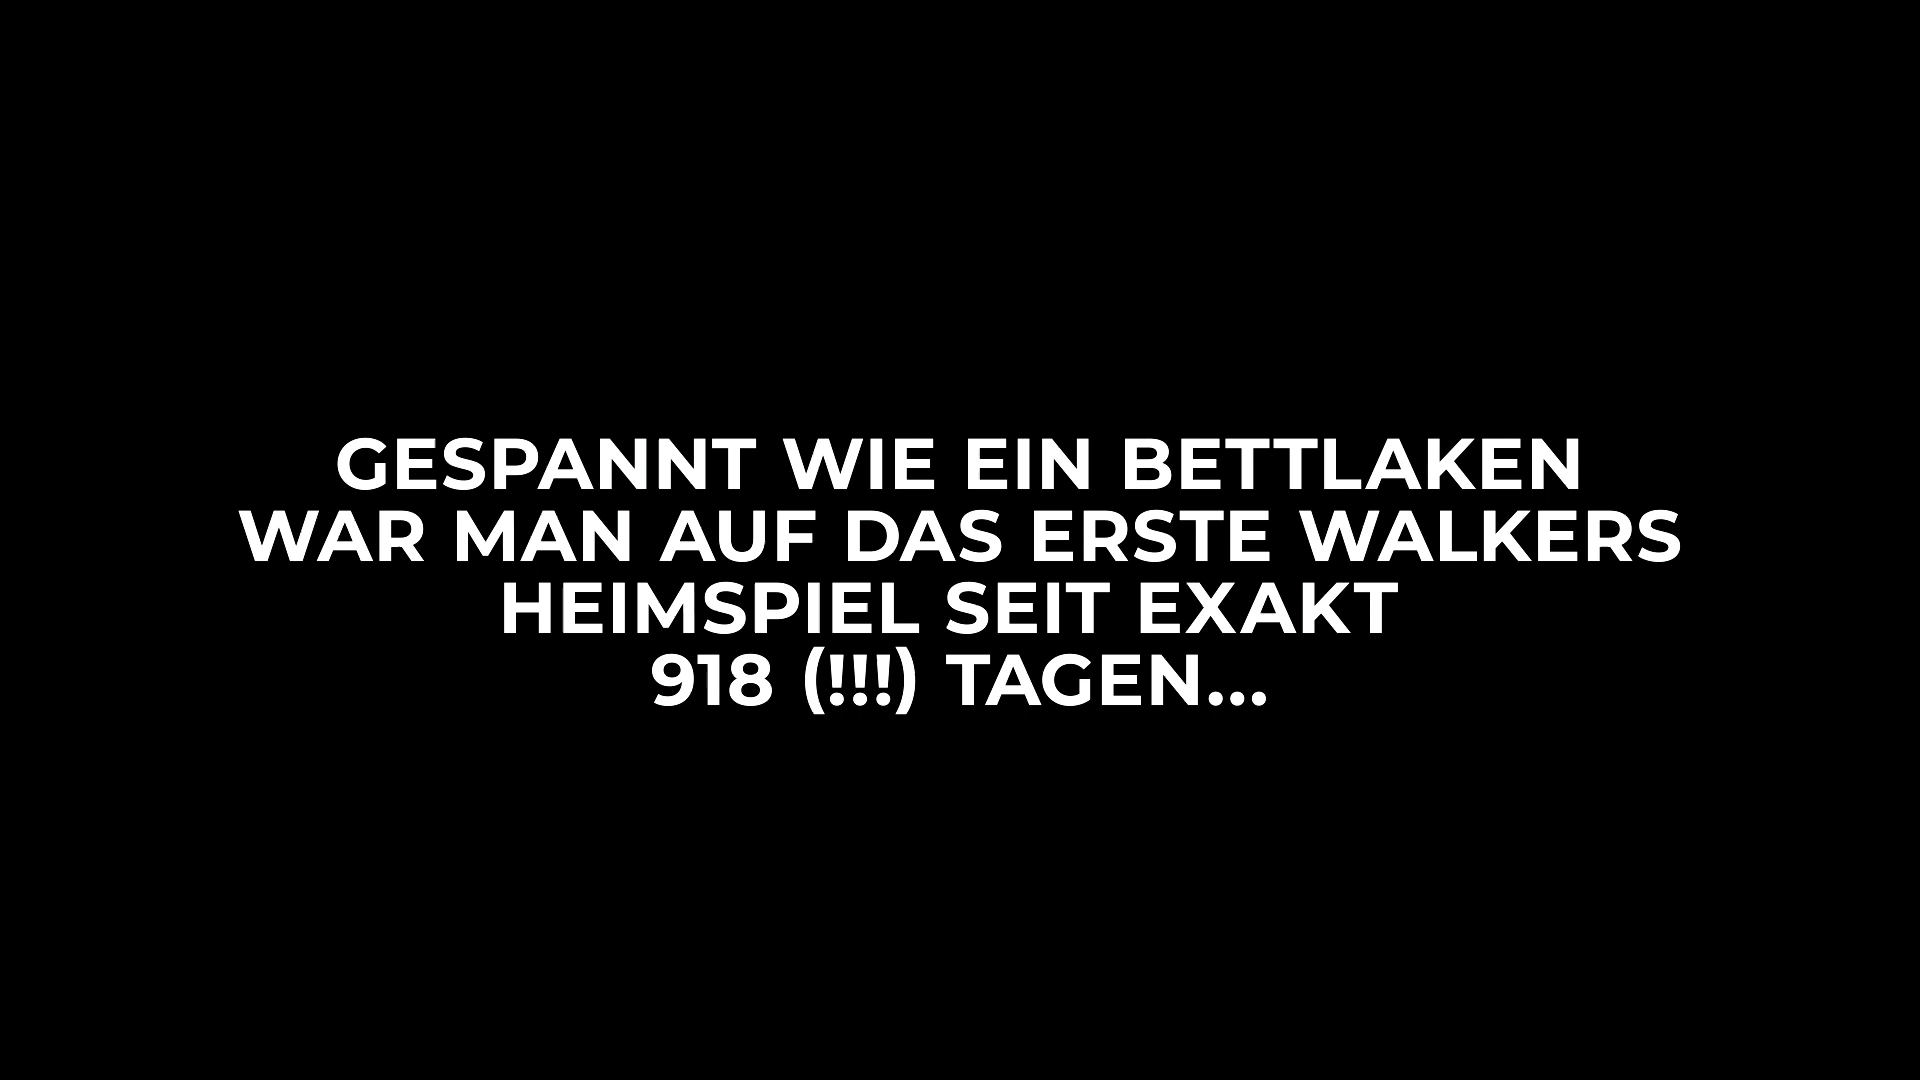 GESPANNT WIE EIN BETTLAKEN
WAR MAN AUF DAS ERSTE WALKERS
HEIMSPIEL SEIT EXAKT
918 (!!!) TAGEN...